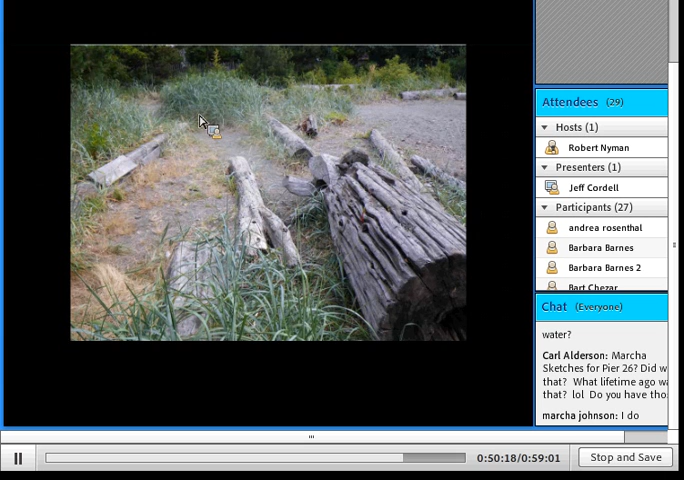 Attendees (29)
Hosts (1)
Robert Nyman
Presenters (1)
Jeff Cordell
Participants (27)
andrea rosenthal
Barbara Barnes
Barbara Barnes 2
Bart Chezar
Chat (Everyone)
water?
Carl Alderson: Marcha
Sketches for Pier 26? Did w
that? What lifetime ago wa
that? lol Do you have tho
marcha johnson: I do
0:50:18/0:59:01
Stop and Save